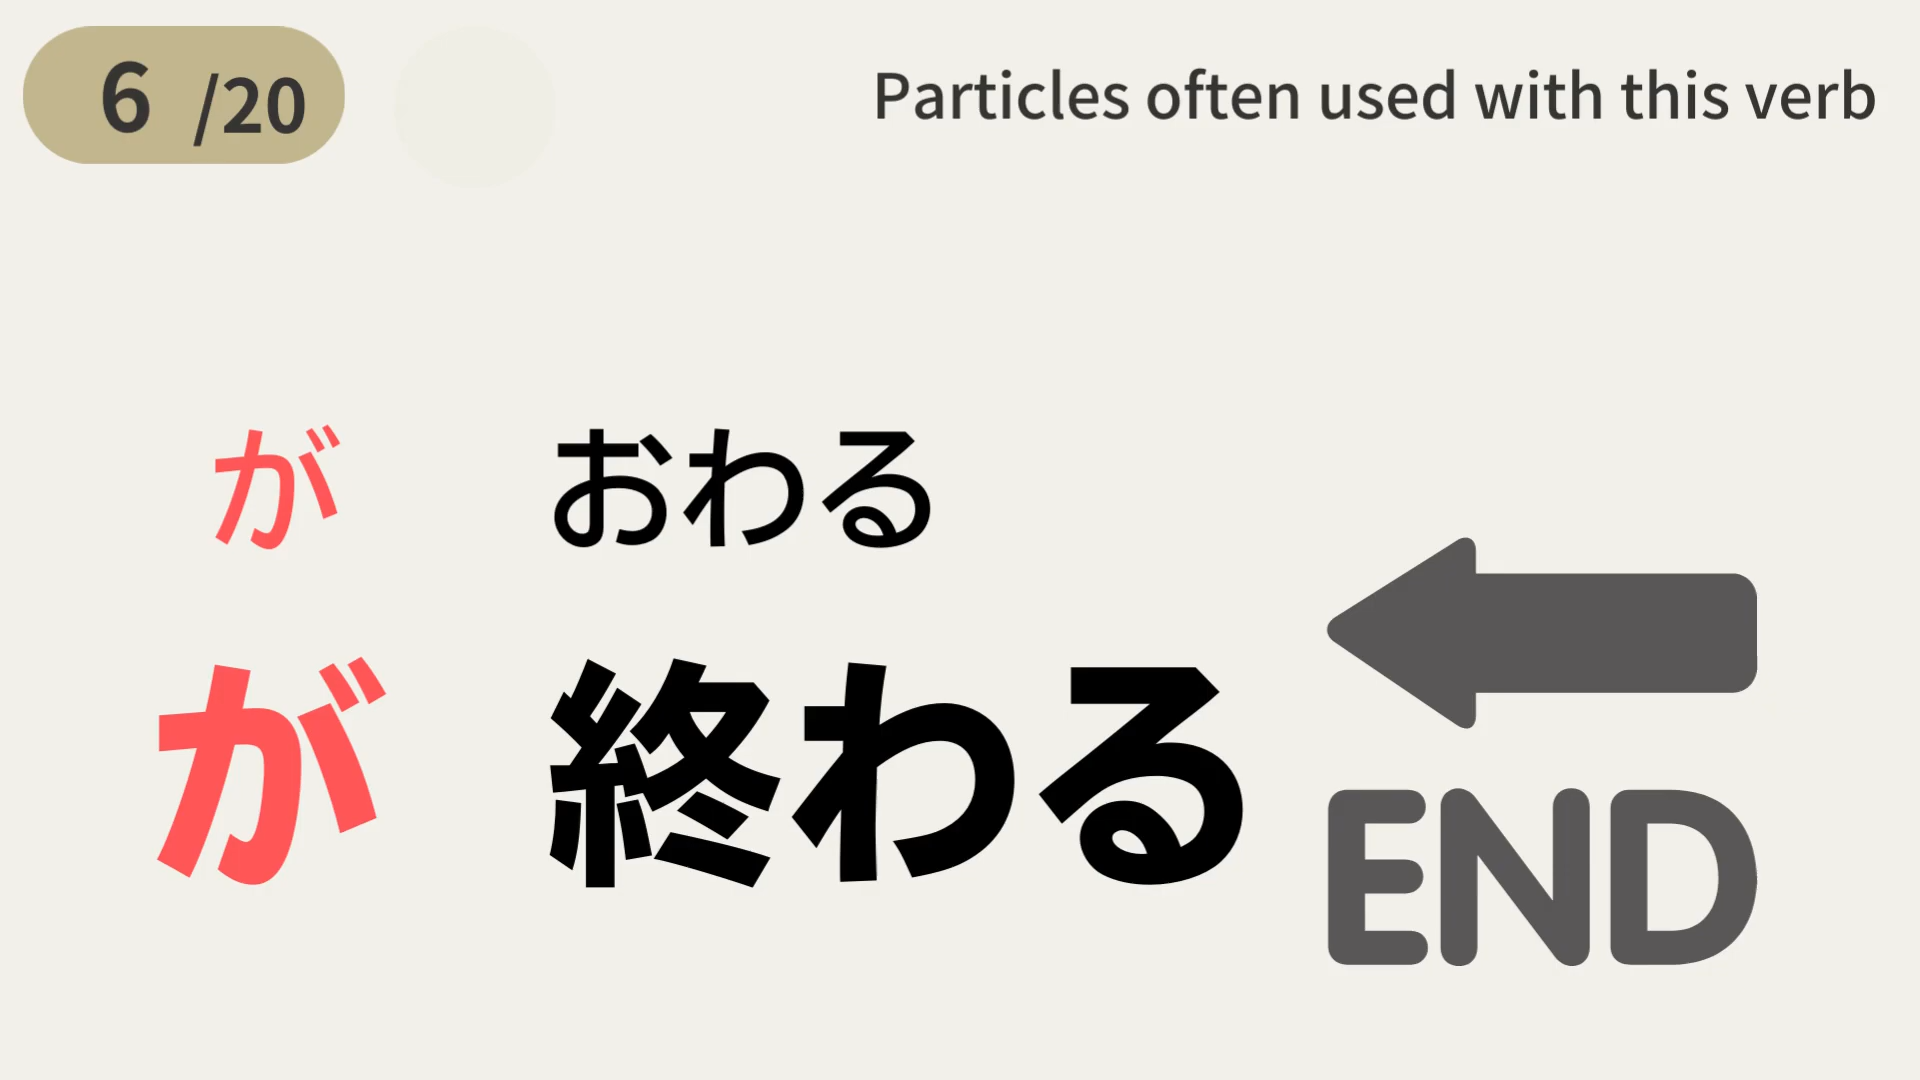 6 /20
Particles often used with this verb
が おわる
が 終わる
END